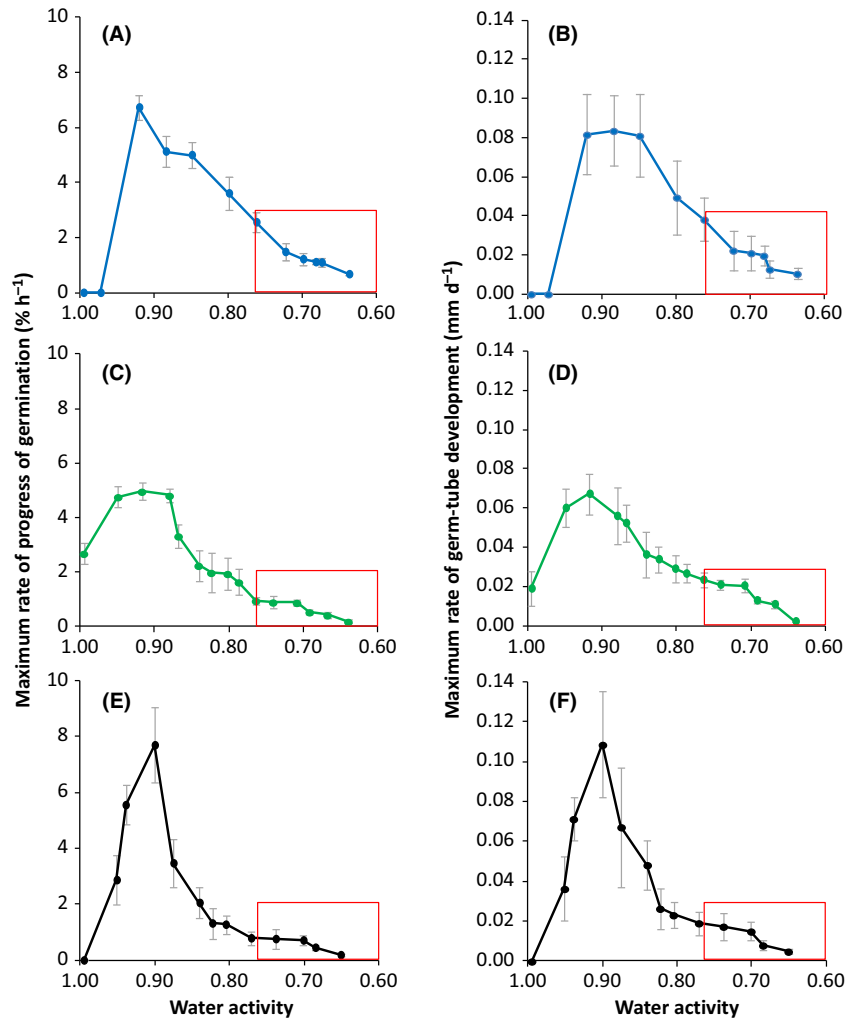 Maximum rate of progress of germination (% h⁻¹)
Maximum rate of germ-tube development (mm d⁻¹)
(A)
10
8
6
4
2
0
1.00 0.90 0.80 0.70 0.60
(B)
0.14
0.12
0.10
0.08
0.06
0.04
0.02
0.00
1.00 0.90 0.80 0.70 0.60
(C)
10
8
6
4
2
0
1.00 0.90 0.80 0.70 0.60
(D)
0.14
0.12
0.10
0.08
0.06
0.04
0.02
0.00
1.00 0.90 0.80 0.70 0.60
(E)
10
8
6
4
2
0
1.00 0.90 0.80 0.70 0.60
Water activity
(F)
0.14
0.12
0.10
0.08
0.06
0.04
0.02
0.00
1.00 0.90 0.80 0.70 0.60
Water activity